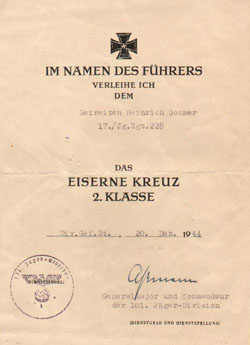 IM NAMEN DES FÜHRERS
VERLEIHE ICH
DEM
Gefreiten Heinrich Sommer
17./Jg.Rgt.228
DAS
EISERNE KREUZ
2. KLASSE
Div.Gef.St. , 20. Dez. 1944
Generalmajor und Kommandeur
der 101. Jäger-Division
(DIENSTGRAD UND DIENSTSTELLUNG)